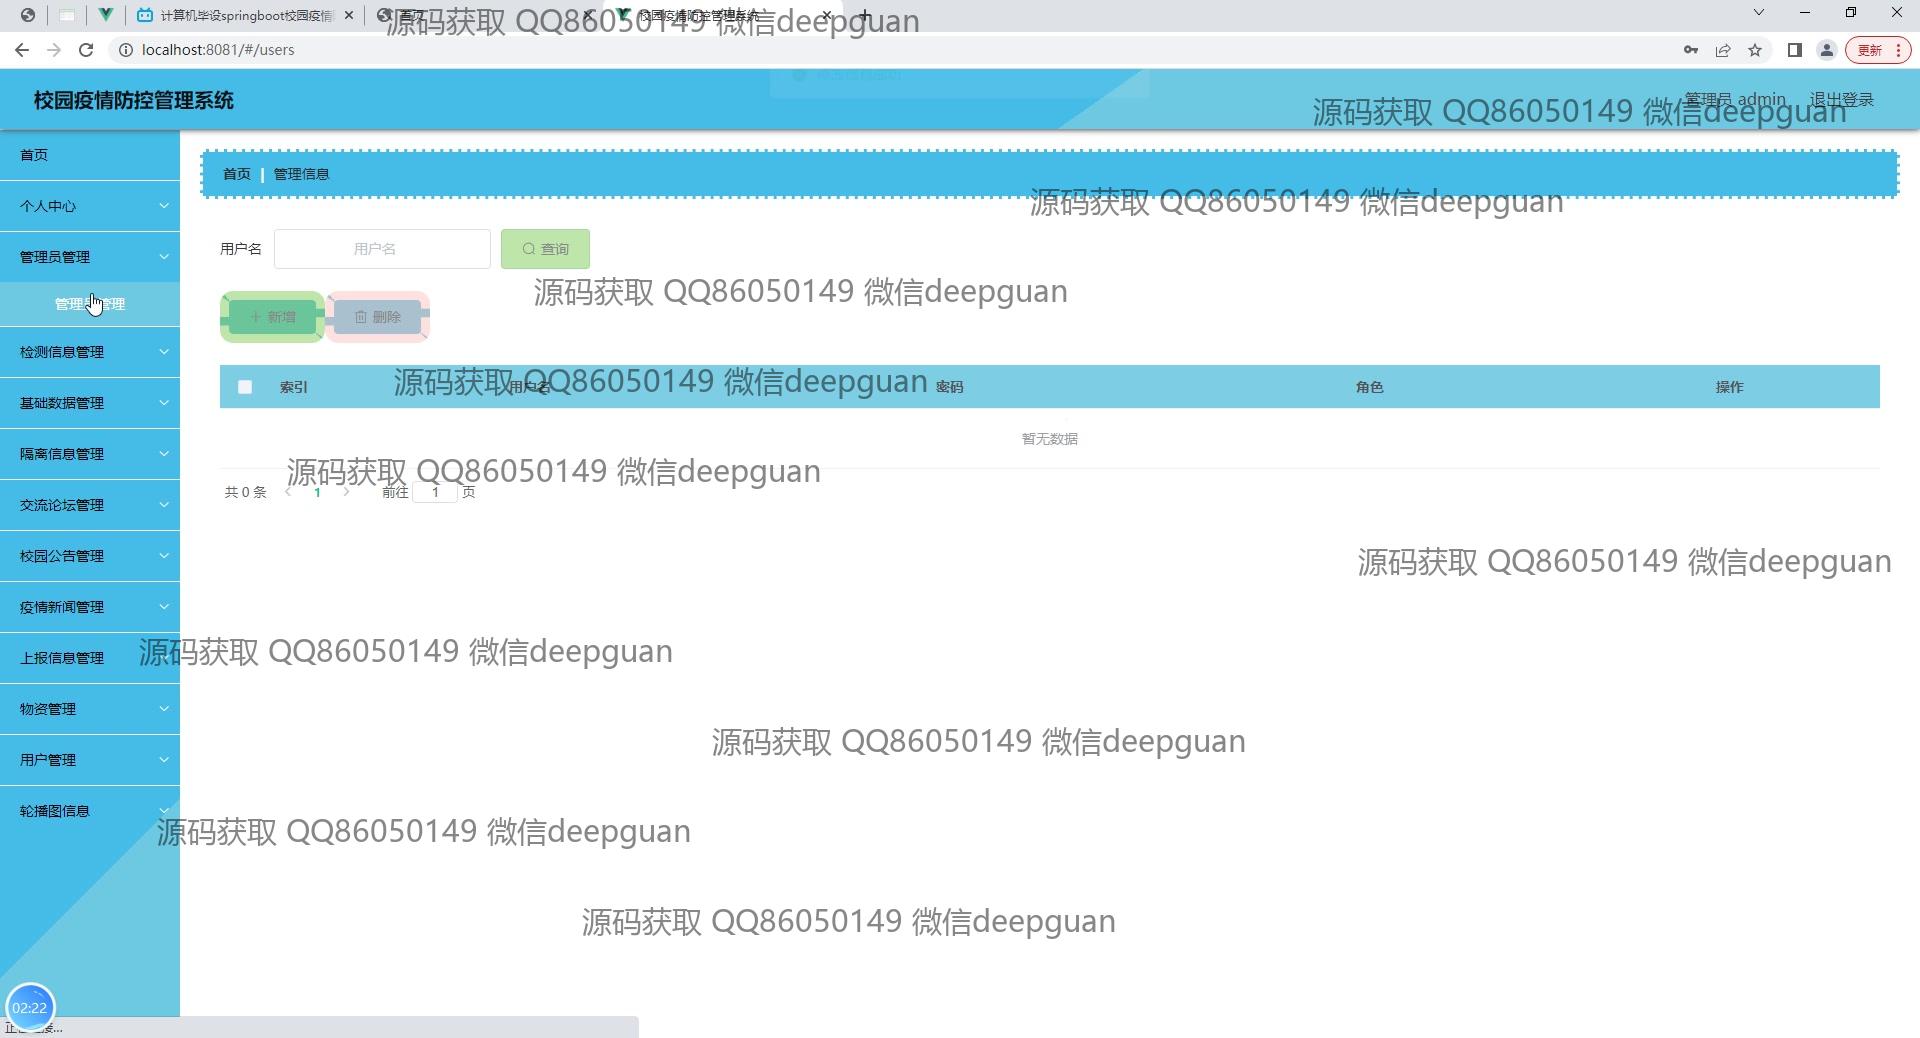 计算机毕设springboot校园疫情
首页
校园疫情防控管理系统
源码获取 QQ86050149 微信deepguan
localhost:8081/#/users
更新
校园疫情防控管理系统
管理员 admin
退出登录
源码获取 QQ86050149 微信deepguan
首页
首页 | 管理信息
个人中心
源码获取 QQ86050149 微信deepguan
用户名
用户名
查询
管理员管理
源码获取 QQ86050149 微信deepguan
管理员管理
新增
删除
检测信息管理
索引
用户名
密码
角色
操作
源码获取 QQ86050149 微信deepguan
基础数据管理
暂无数据
隔离信息管理
源码获取 QQ86050149 微信deepguan
共 0 条
1
前往 1 页
交流论坛管理
校园公告管理
源码获取 QQ86050149 微信deepguan
疫情新闻管理
上报信息管理
源码获取 QQ86050149 微信deepguan
物资管理
源码获取 QQ86050149 微信deepguan
用户管理
轮播图信息
源码获取 QQ86050149 微信deepguan
源码获取 QQ86050149 微信deepguan
02:22